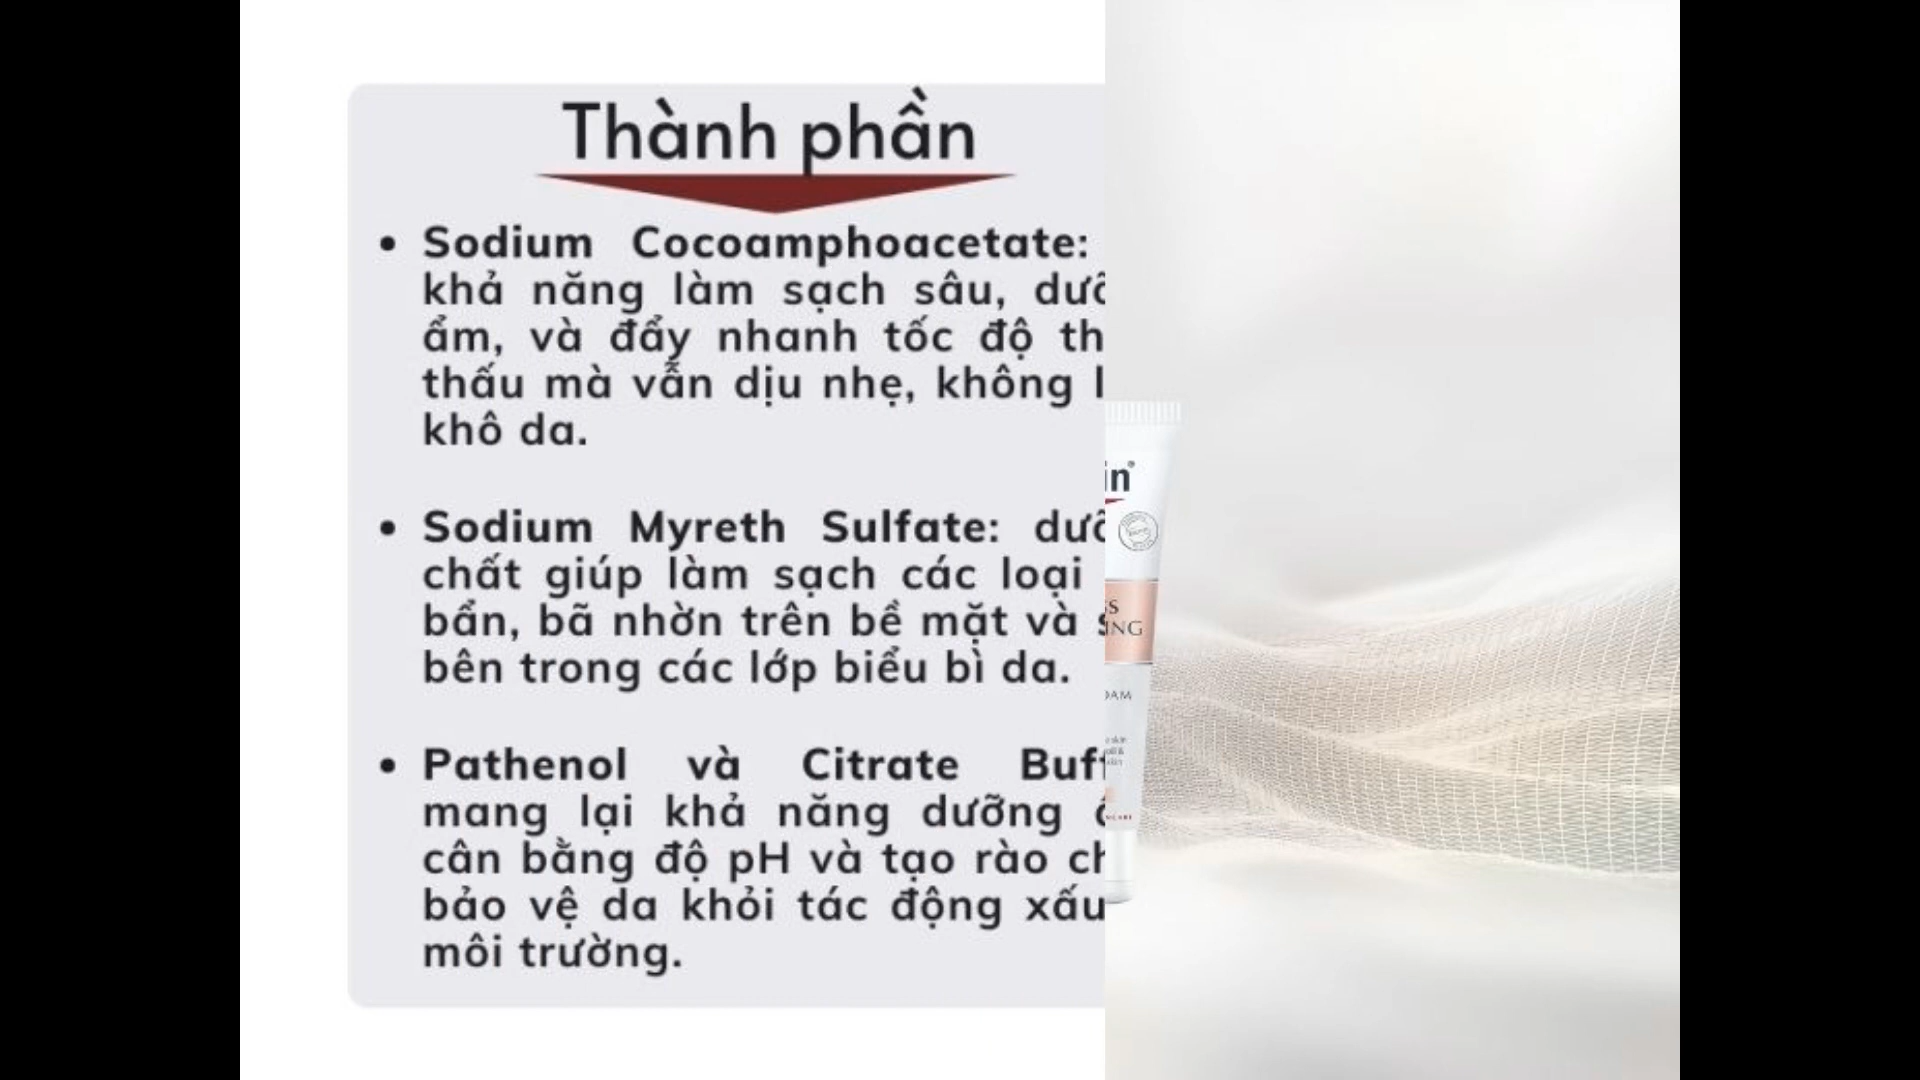 Thành phần
Sodium Cocoamphoacetate:
khả năng làm sạch sâu,
ẩm, và đẩy nhanh tốc độ
thấu mà vẫn dịu nhẹ, không
khô da.
Sodium Myreth Sulfate:
chất giúp làm sạch các loại
bẩn, bã nhờn trên bề mặt và
bên trong các lớp biểu bì da.
Pathenol và Citrate
mang lại khả năng dưỡng
cân bằng độ pH và tạo rào
bảo vệ da khỏi tác động xấu
môi trường.